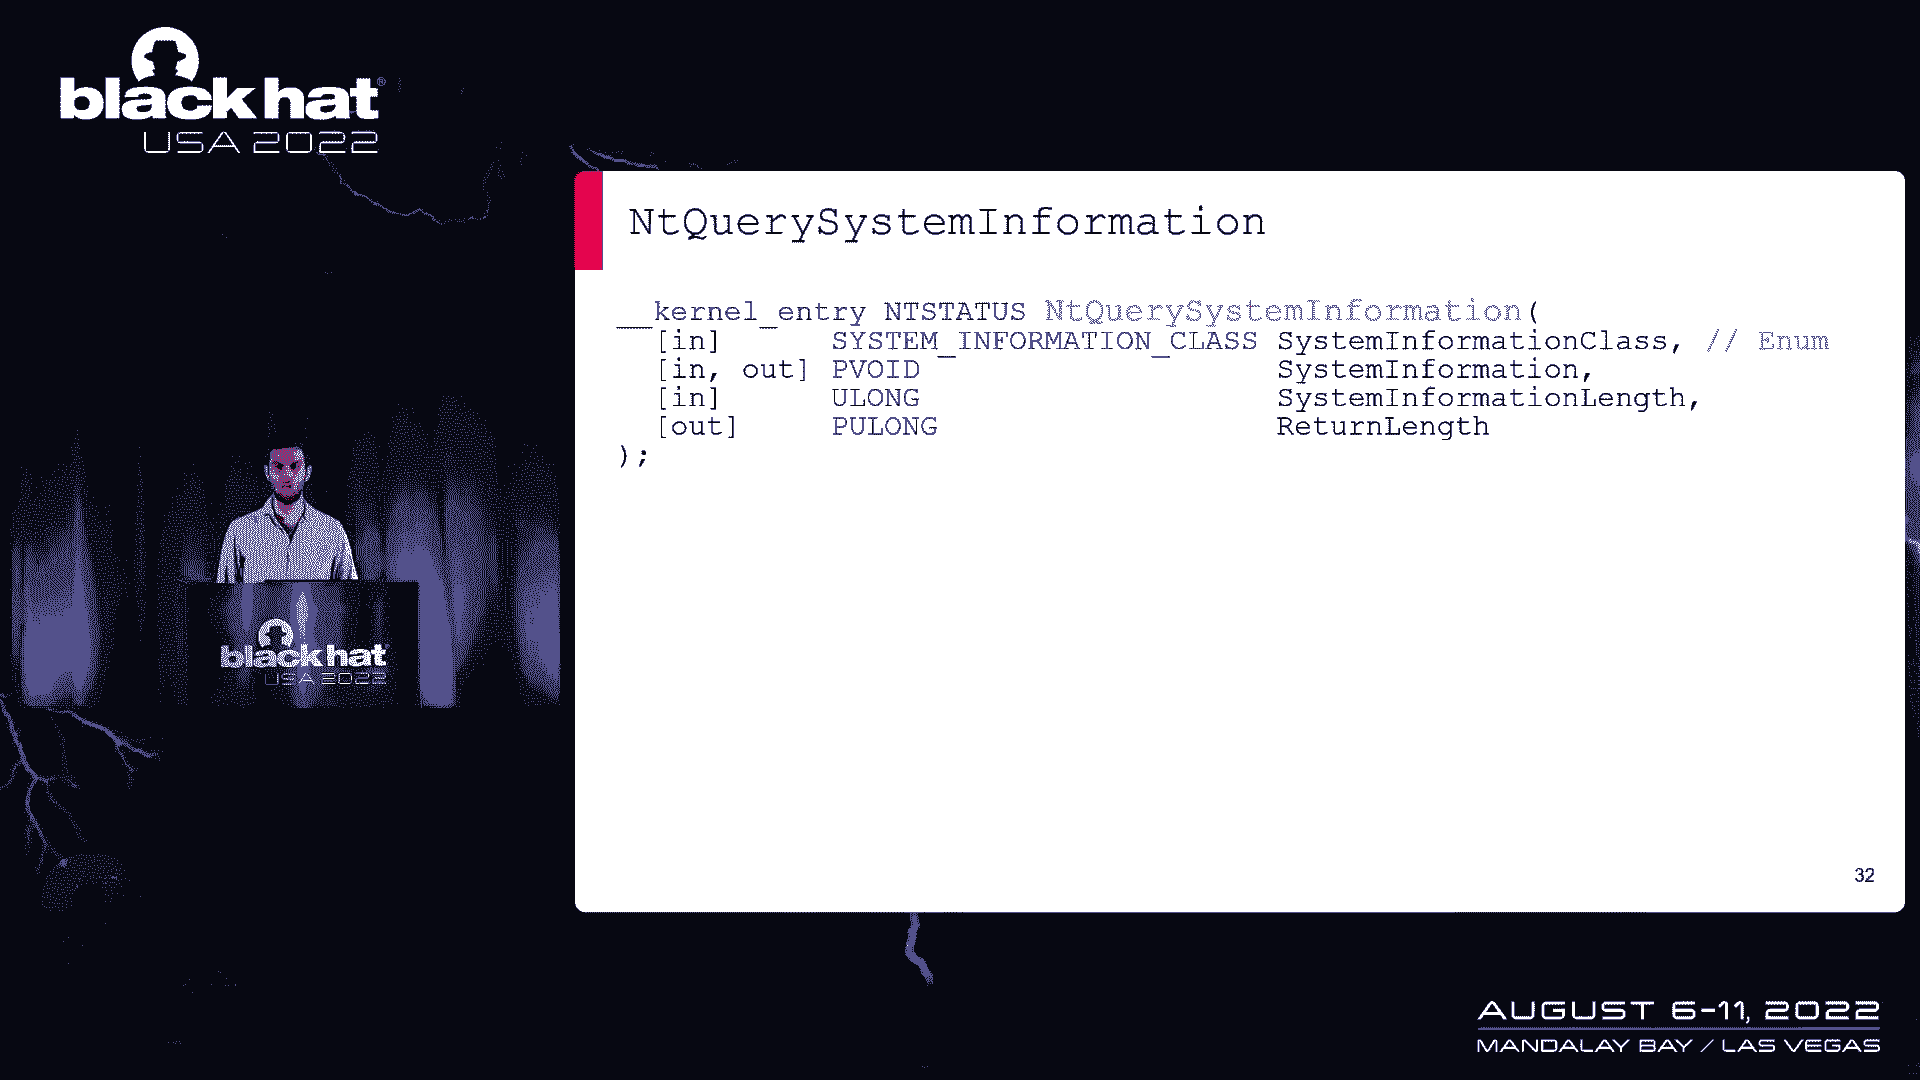 black hat®
USA 2022
NtQuerySystemInformation
__kernel_entry NTSTATUS NtQuerySystemInformation(
[in] SYSTEM_INFORMATION_CLASS SystemInformationClass, // Enum
[in, out] PVOID SystemInformation,
[in] ULONG SystemInformationLength,
[out] PULONG ReturnLength
);
black hat
USA 2022
32
AUGUST 6-11, 2022
MANDALAY BAY / LAS VEGAS